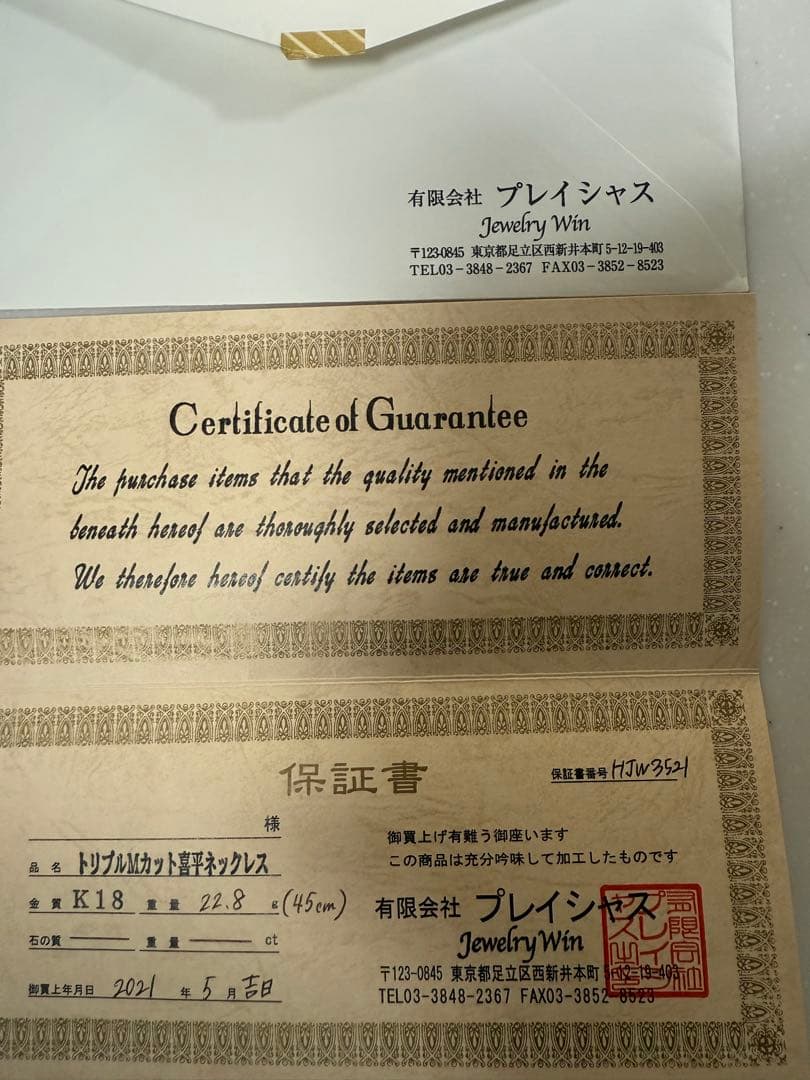 有限会社 プレイシャス
Jewelry Win
〒123-0845 東京都足立区西新井本町5-12-19-403
TEL03-3848-2367 FAX03-3852-8523
Certificate of Guarantee
The purchase items that the quality mentioned in the
beneath hereof are thoroughly selected and manufactured.
We therefore hereof certify the items are true and correct.
保証書
保証書番号 HJW3521
様
品名 トリプルMカット喜平ネックレス
金質 K18 重量 22.8 g (45cm)
石の質 重量 ct
御買上年月日 2021 年 5 月 吉日
御買上げ有難う御座います
この商品は充分吟味して加工したものです
有限会社 プレイシャス
Jewelry Win
〒123-0845 東京都足立区西新井本町5-12-19-403
TEL03-3848-2367 FAX03-3852-8523